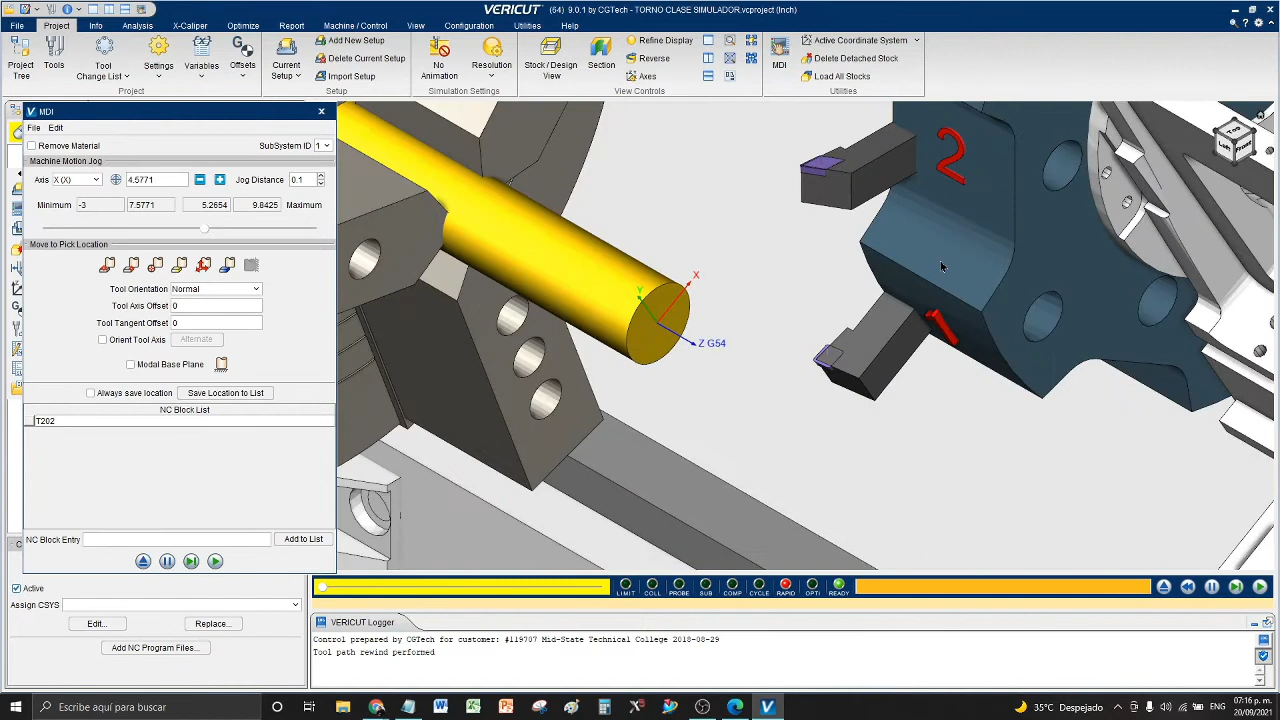 VERICUT (64) 9.0.1 by CGTech - TORNO CLASE SIMULADOR.vcproject (Inch)
File Project Info Analysis X-Caliper Optimize Report Machine / Control View Configuration Utilities Help
Project Tree
Tools
Tool Change List
Settings
Variables
Offsets
Project
Current Setup
Add New Setup
Delete Current Setup
Import Setup
Setup
No Animation
Resolution
Simulation Settings
Stock / Design View
Section
Refine Display
Reverse
Axes
View Controls
MDI
Active Coordinate System
Delete Detached Stock
Load All Stocks
Utilities
MDI
File Edit
Remove Material SubSystem ID 1
Machine Motion Jog
Axis X (X) 4.5771 Jog Distance 0.1
Minimum -3 7.5771 5.2654 9.8425 Maximum
Move to Pick Location
Tool Orientation Normal
Tool Axis Offset 0
Tool Tangent Offset 0
Orient Tool Axis Alternate
Modal Base Plane
Always save location Save Location to List
NC Block List
T202
NC Block Entry Add to List
2
1
X
Y
Z G54
Active
Assign CSYS
Edit... Replace...
Add NC Program Files...
LIMIT COLL PROBE SUB COMP CYCLE RAPID OPTI READY
VERICUT Logger
Control prepared by CGTech for customer: #119707 Mid-State Technical College 2018-08-29
Tool path rewind performed
Escribe aquí para buscar
35°C Despejado
ENG
07:16 p. m.
20/09/2021